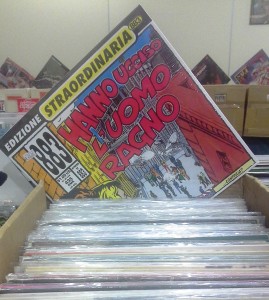 EDIZIONE STRAORDINARIA
883
HANNO UCCISO
L'UOMO
RAGNO